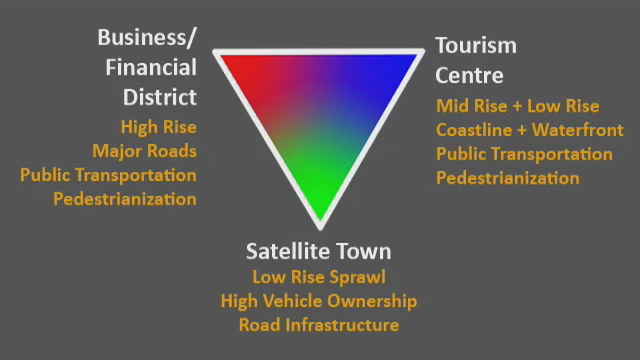 Business/
Financial
District
High Rise
Major Roads
Public Transportation
Pedestrianization
Tourism
Centre
Mid Rise + Low Rise
Coastline + Waterfront
Public Transportation
Pedestrianization
Satellite Town
Low Rise Sprawl
High Vehicle Ownership
Road Infrastructure